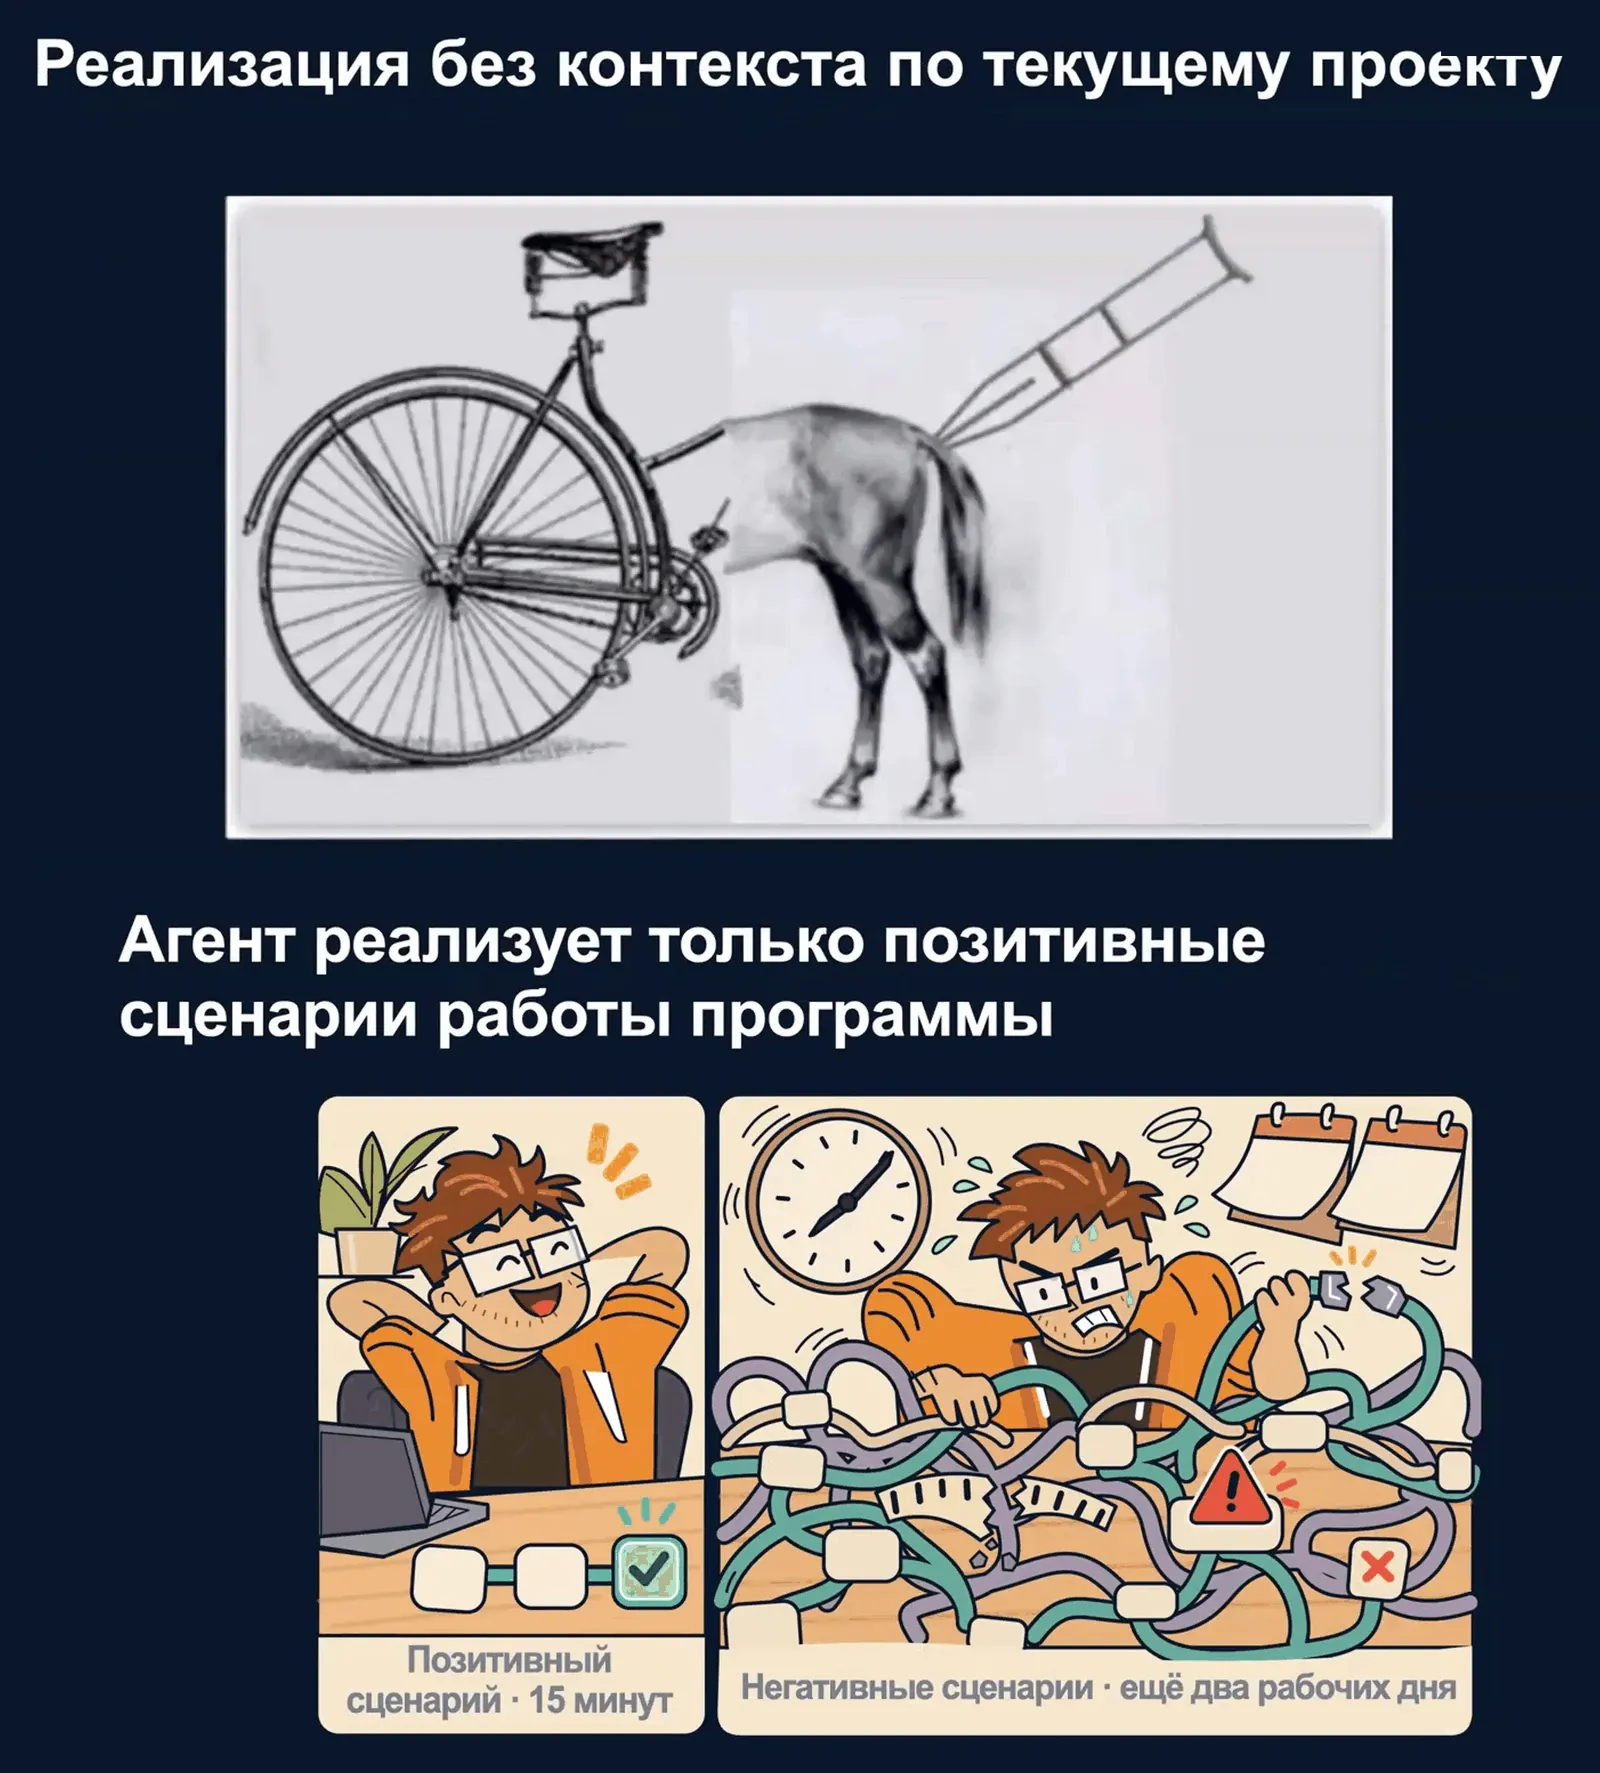 Реализация без контекста по текущему проекту
Агент реализует только позитивные
сценарии работы программы
Позитивный
сценарий · 15 минут
Негативные сценарии · ещё два рабочих дня